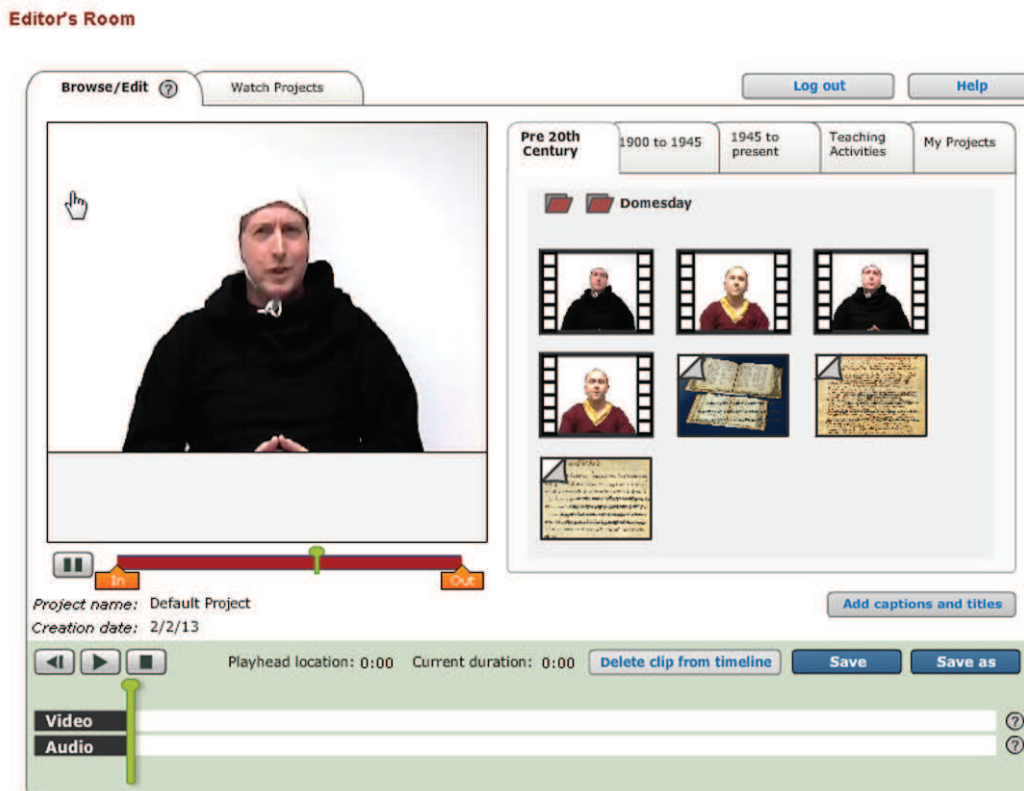 Editor's Room
Browse/Edit ?
Watch Projects
Log out
Help
Pre 20th
Century
1900 to 1945
1945 to
present
Teaching
Activities
My Projects
Domesday
In
Out
Project name: Default Project
Creation date: 2/2/13
Add captions and titles
Playhead location: 0:00
Current duration: 0:00
Delete clip from timeline
Save
Save as
Video
?
Audio
?